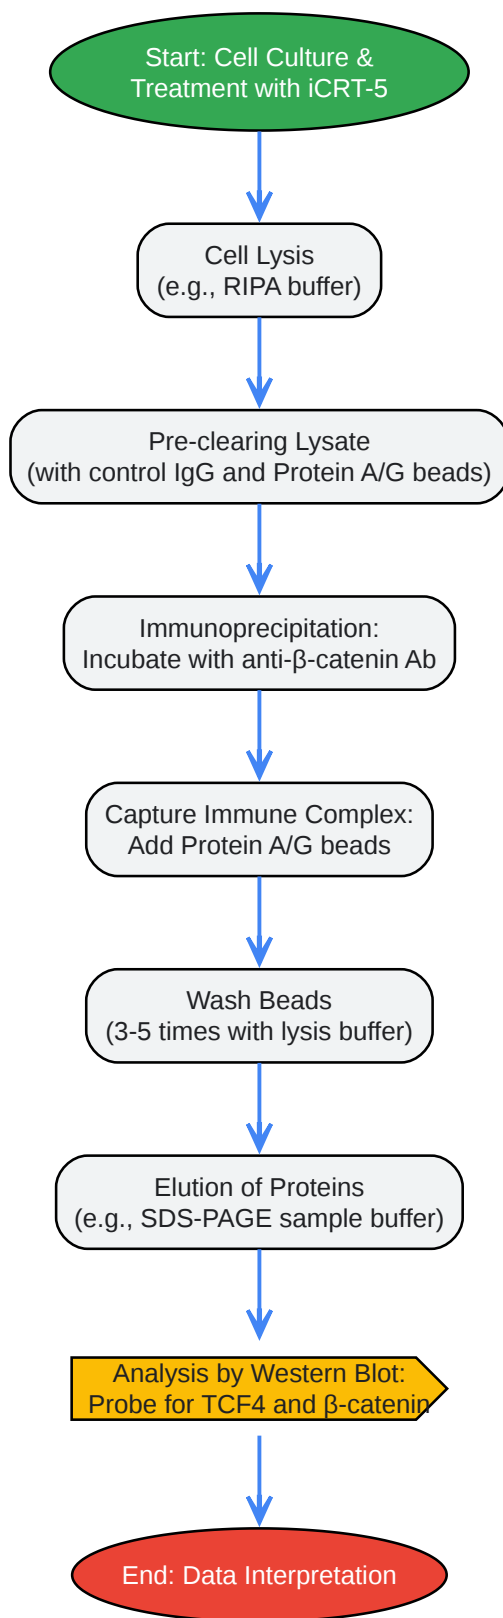 Start: Cell Culture &
Treatment with iCRT-5
Cell Lysis
(e.g., RIPA buffer)
Pre-clearing Lysate
(with control IgG and Protein A/G beads)
Immunoprecipitation:
Incubate with anti-β-catenin Ab
Capture Immune Complex:
Add Protein A/G beads
Wash Beads
(3-5 times with lysis buffer)
Elution of Proteins
(e.g., SDS-PAGE sample buffer)
Analysis by Western Blot:
Probe for TCF4 and β-catenin
End: Data Interpretation